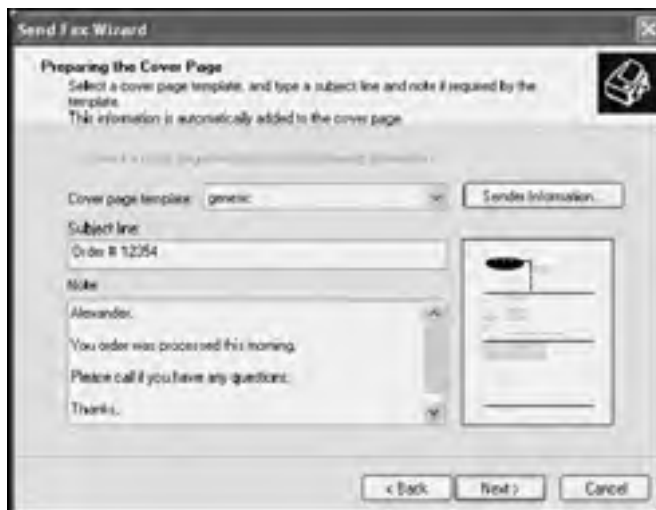 Send Fax Wizard
Preparing the Cover Page
Select a cover page template, and type a subject line and note if required by the
template.
This information is automatically added to the cover page.
Cover page template: generic
Sender Information...
Subject line:
Order # 12354
Note:
Alexander,
You order was processed this morning.
Please call if you have any questions.
Thanks,
< Back
Next >
Cancel